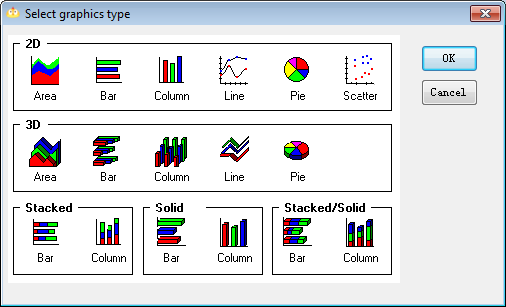 Select graphics type
2D
Area Bar Column Line Pie Scatter
3D
Area Bar Column Line Pie
Stacked Solid Stacked/Solid
Bar Column Bar Column Bar Column
OK
Cancel